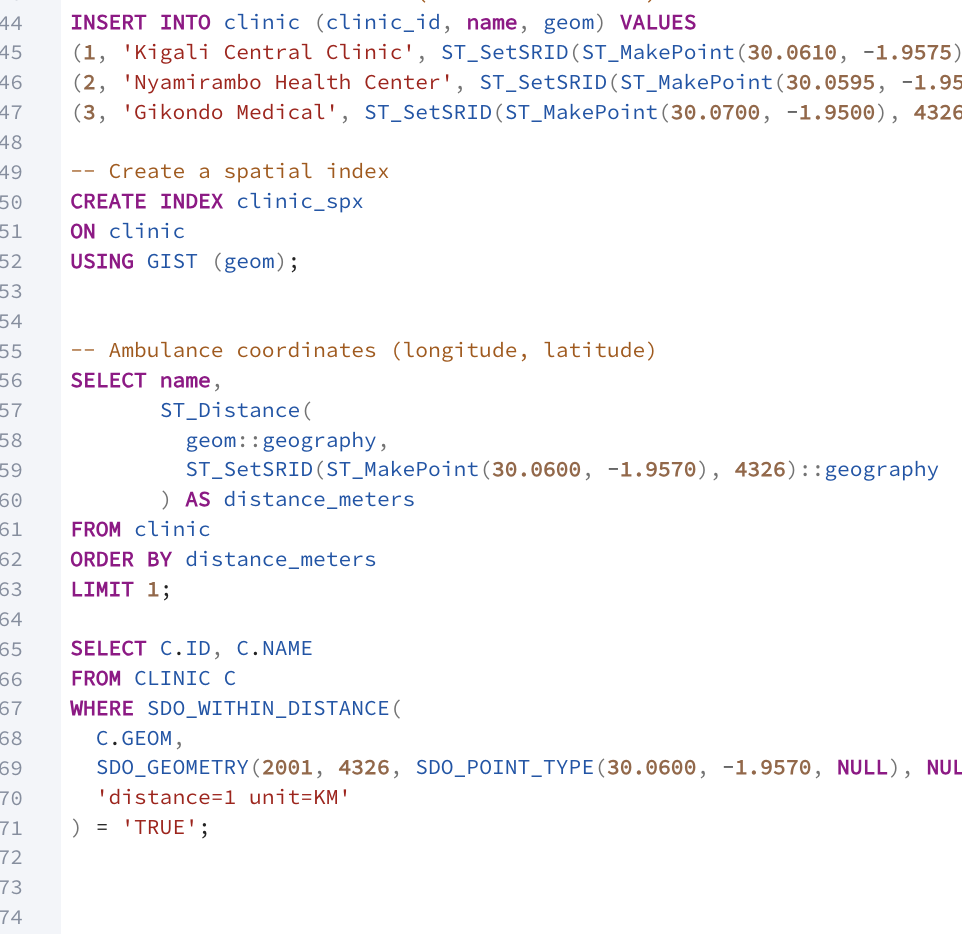 44 INSERT INTO clinic (clinic_id, name, geom) VALUES
45 (1, 'Kigali Central Clinic', ST_SetSRID(ST_MakePoint(30.0610, -1.9575)
46 (2, 'Nyamirambo Health Center', ST_SetSRID(ST_MakePoint(30.0595, -1.95
47 (3, 'Gikondo Medical', ST_SetSRID(ST_MakePoint(30.0700, -1.9500), 4326
48
49 -- Create a spatial index
50 CREATE INDEX clinic_spx
51 ON clinic
52 USING GIST (geom);
53
54
55 -- Ambulance coordinates (longitude, latitude)
56 SELECT name,
57 ST_Distance(
58 geom::geography,
59 ST_SetSRID(ST_MakePoint(30.0600, -1.9570), 4326)::geography
60 ) AS distance_meters
61 FROM clinic
62 ORDER BY distance_meters
63 LIMIT 1;
64
65 SELECT C.ID, C.NAME
66 FROM CLINIC C
67 WHERE SDO_WITHIN_DISTANCE(
68 C.GEOM,
69 SDO_GEOMETRY(2001, 4326, SDO_POINT_TYPE(30.0600, -1.9570, NULL), NUL
70 'distance=1 unit=KM'
71 ) = 'TRUE';
72
73
74